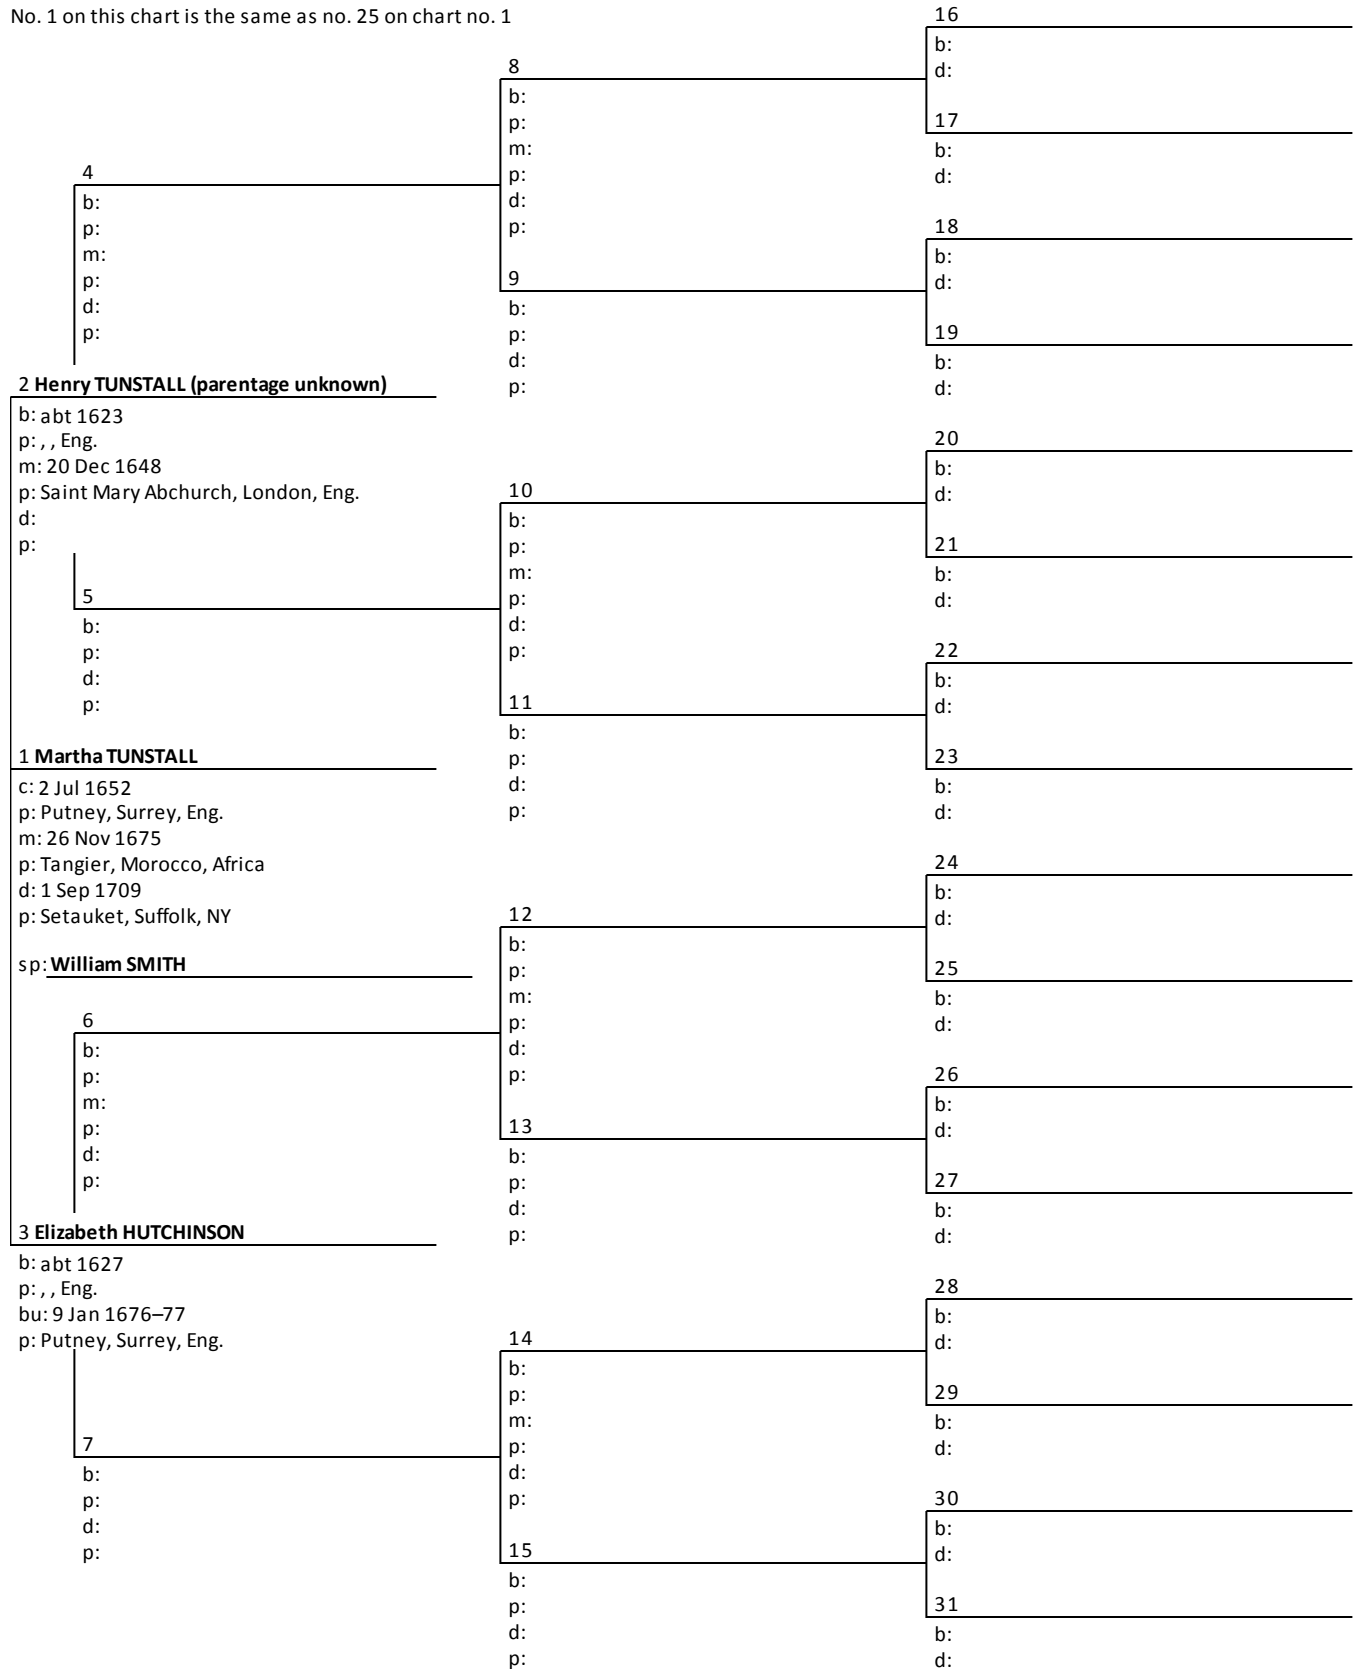 No. 1 on this chart is the same as no. 25 on chart no. 1
2 Henry TUNSTALL (parentage unknown)
b: abt 1623
p: , , Eng.
m: 20 Dec 1648
p: Saint Mary Abchurch, London, Eng.
d:
p:
1 Martha TUNSTALL
c: 2 Jul 1652
p: Putney, Surrey, Eng.
m: 26 Nov 1675
p: Tangier, Morocco, Africa
d: 1 Sep 1709
p: Setauket, Suffolk, NY
sp: William SMITH
3 Elizabeth HUTCHINSON
b: abt 1627
p: , , Eng.
bu: 9 Jan 1676–77
p: Putney, Surrey, Eng.
4
b:
p:
m:
p:
d:
p:
5
b:
p:
d:
p:
6
b:
p:
m:
p:
d:
p:
7
b:
p:
d:
p:
8
b:
p:
m:
p:
d:
p:
9
b:
p:
d:
p:
10
b:
p:
m:
p:
d:
p:
11
b:
p:
d:
p:
12
b:
p:
m:
p:
d:
p:
13
b:
p:
d:
p:
14
b:
p:
m:
p:
d:
p:
15
b:
p:
d:
p:
16
b:
d:
17
b:
d:
18
b:
d:
19
b:
d:
20
b:
d:
21
b:
d:
22
b:
d:
23
b:
d:
24
b:
d:
25
b:
d:
26
b:
d:
27
b:
d:
28
b:
d:
29
b:
d:
30
b:
d:
31
b:
d: